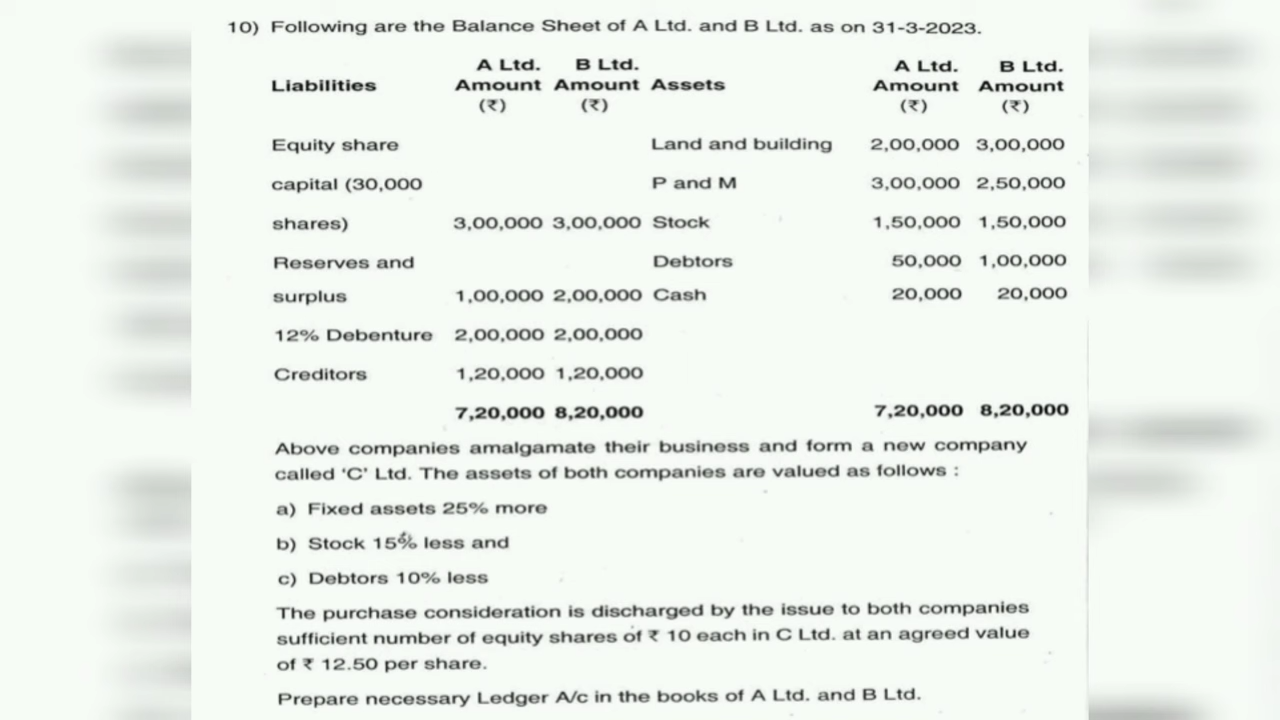 10) Following are the Balance Sheet of A Ltd. and B Ltd. as on 31-3-2023.
A Ltd. B Ltd. A Ltd. B Ltd.
Liabilities Amount Amount Assets Amount Amount
(₹) (₹) (₹) (₹)
Equity share Land and building 2,00,000 3,00,000
capital (30,000 P and M 3,00,000 2,50,000
shares) 3,00,000 3,00,000 Stock 1,50,000 1,50,000
Reserves and Debtors 50,000 1,00,000
surplus 1,00,000 2,00,000 Cash 20,000 20,000
12% Debenture 2,00,000 2,00,000
Creditors 1,20,000 1,20,000
7,20,000 8,20,000 7,20,000 8,20,000
Above companies amalgamate their business and form a new company
called ‘C’ Ltd. The assets of both companies are valued as follows :
a) Fixed assets 25% more
b) Stock 15% less and
c) Debtors 10% less
The purchase consideration is discharged by the issue to both companies
sufficient number of equity shares of ₹ 10 each in C Ltd. at an agreed value
of ₹ 12.50 per share.
Prepare necessary Ledger A/c in the books of A Ltd. and B Ltd.